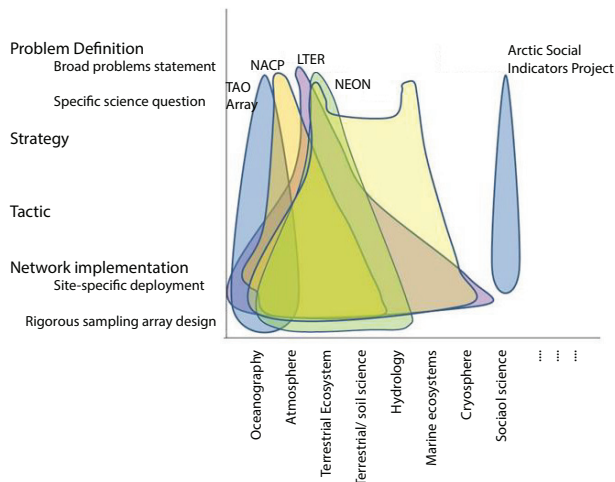 Problem Definition
Broad problems statement
Specific science question
Strategy
Tactic
Network implementation
Site-specific deployment
Rigorous sampling array design
TAO
Array
NACP
LTER
NEON
Arctic Social
Indicators Project
Oceanography
Atmosphere
Terrestrial Ecosystem
Terrestrial/ soil science
Hydrology
Marine ecosystems
Cryosphere
Sociaol science
....
....
....